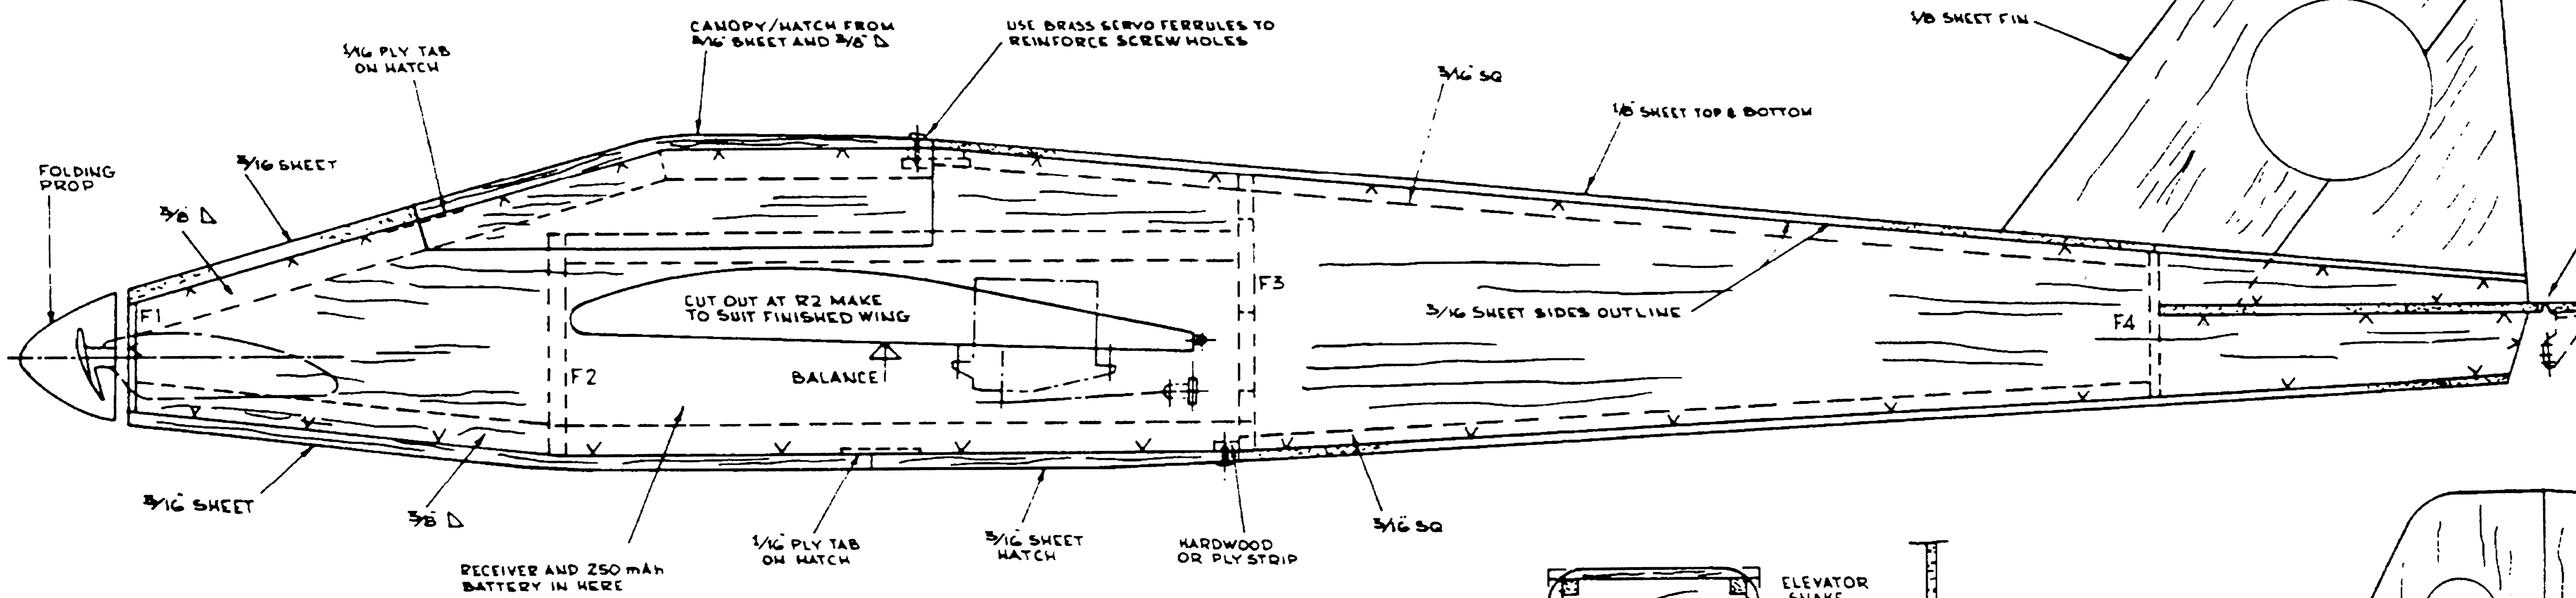 CANOPY/HATCH FROM
3/16" SHEET AND 3/8" Δ
USE BRASS SERVO FERRULES TO
REINFORCE SCREW HOLES
1/8 SHEET FIN
1/16 PLY TAB
ON HATCH
3/16" SQ
1/8" SHEET TOP & BOTTOM
FOLDING
PROP
3/16 SHEET
3/8" Δ
F1
F2
CUT OUT AT R2 MAKE
TO SUIT FINISHED WING
BALANCE
F3
3/16 SHEET SIDES OUTLINE
F4
3/16" SHEET
3/8" Δ
RECEIVER AND 250 mAh
BATTERY IN HERE
1/16" PLY TAB
ON HATCH
3/16" SHEET
HATCH
HARDWOOD
OR PLY STRIP
3/16" SQ
ELEVATOR
SNAKE